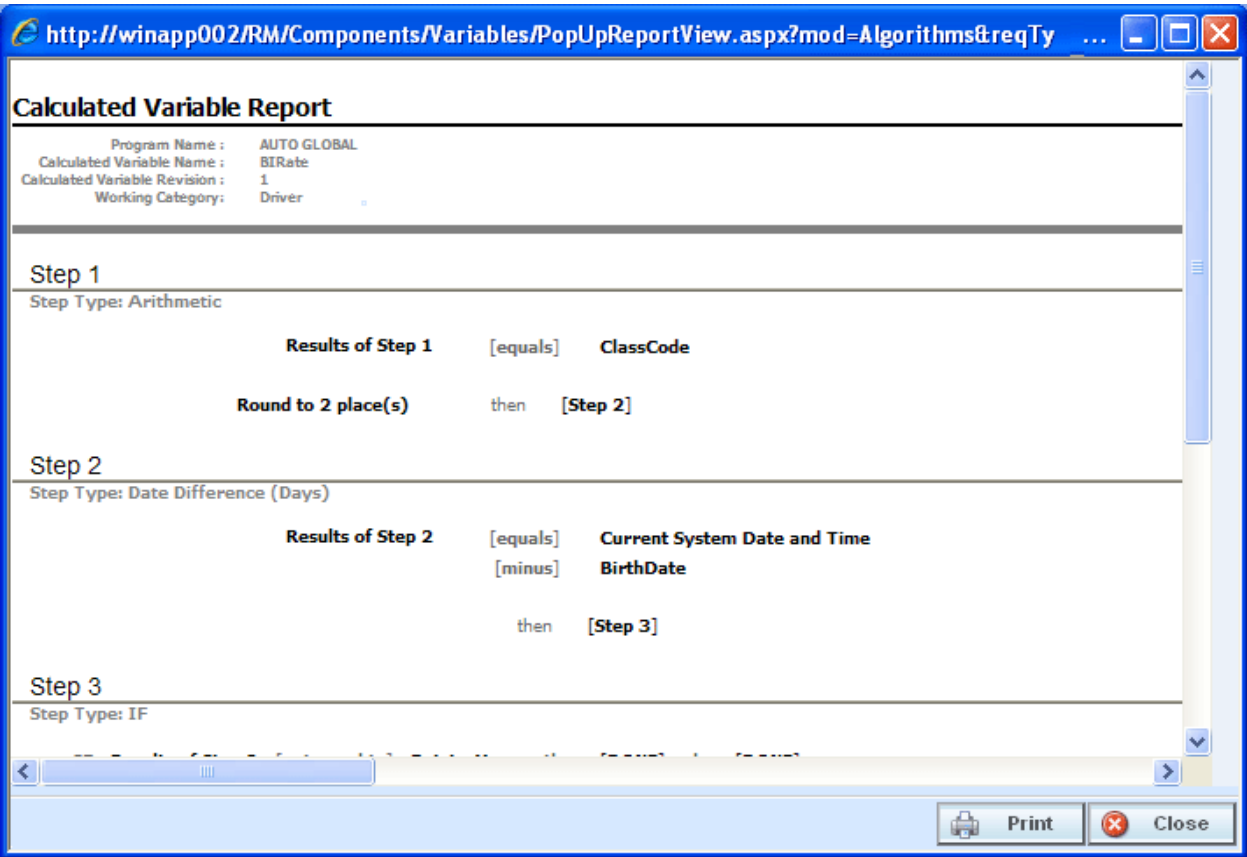 http://winapp002/RM/Components/Variables/PopUpReportView.aspx?mod=Algorithms&reqTy ...
Calculated Variable Report
Program Name : AUTO GLOBAL
Calculated Variable Name : BIRate
Calculated Variable Revision : 1
Working Category: Driver
Step 1
Step Type: Arithmetic
Results of Step 1 [equals] ClassCode
Round to 2 place(s) then [Step 2]
Step 2
Step Type: Date Difference (Days)
Results of Step 2 [equals] Current System Date and Time
[minus] BirthDate
then [Step 3]
Step 3
Step Type: IF
Print Close